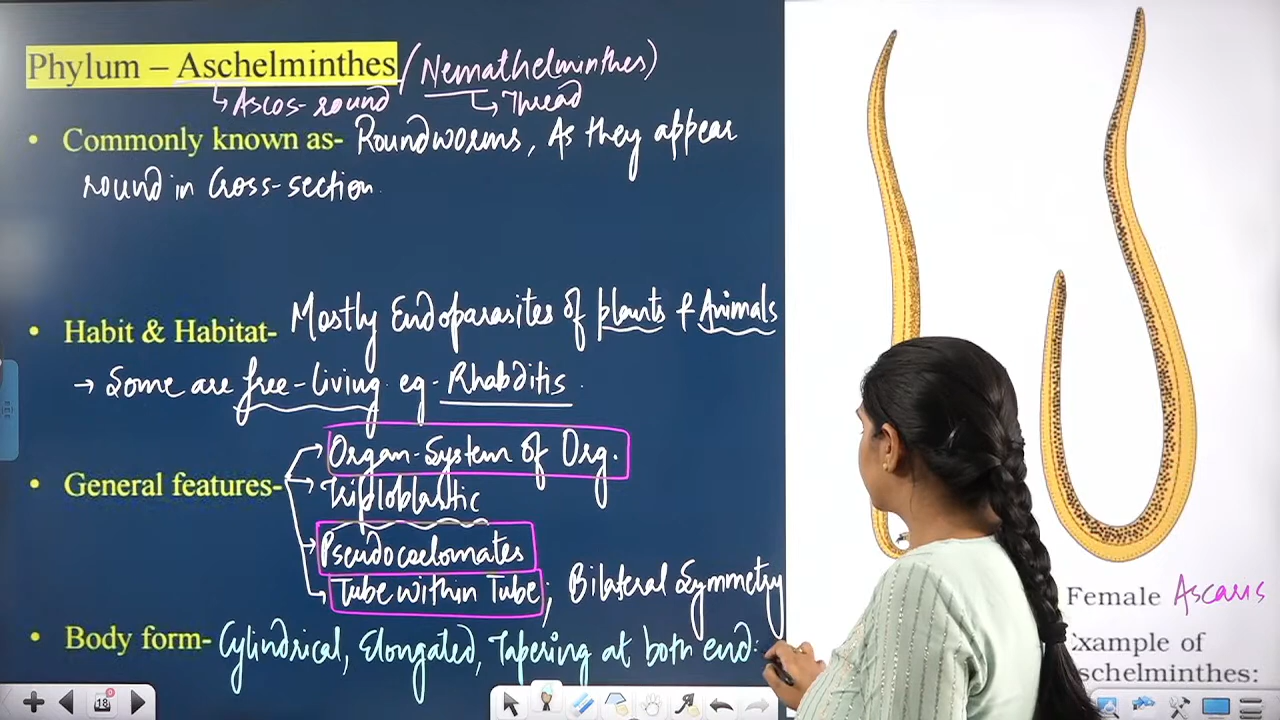 Phylum – Aschelminthes / (Nemathelminthes)
↳ Ascos-round ↳ Thread
• Commonly known as- Roundworms, As they appear
round in Cross-section.
• Habit & Habitat- Mostly Endoparasites of plants & Animals
→ Some are free-living eg- Rhabditis.
Organ-System of Org.
• General features- Triploblastic
Pseudocoelomates
Tube within Tube; Bilateral Symmetry
• Body form- Cylindrical, Elongated, Tapering at both end.
Female Ascaris
Example of
schelminthes:
18